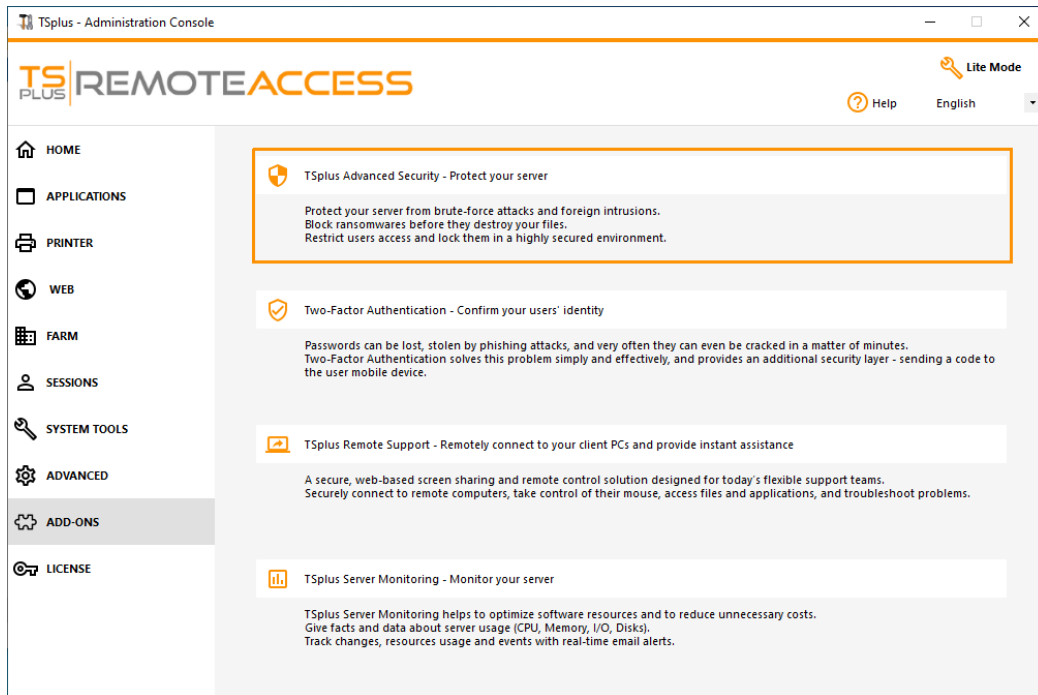 TSplus - Administration Console
TS PLUS REMOTEACCESS
Lite Mode
Help
English
HOME
APPLICATIONS
PRINTER
WEB
FARM
SESSIONS
SYSTEM TOOLS
ADVANCED
ADD-ONS
LICENSE
TSplus Advanced Security - Protect your server
Protect your server from brute-force attacks and foreign intrusions.
Block ransomwares before they destroy your files.
Restrict users access and lock them in a highly secured environment.
Two-Factor Authentication - Confirm your users' identity
Passwords can be lost, stolen by phishing attacks, and very often they can even be cracked in a matter of minutes.
Two-Factor Authentication solves this problem simply and effectively, and provides an additional security layer - sending a code to
the user mobile device.
TSplus Remote Support - Remotely connect to your client PCs and provide instant assistance
A secure, web-based screen sharing and remote control solution designed for today's flexible support teams.
Securely connect to remote computers, take control of their mouse, access files and applications, and troubleshoot problems.
TSplus Server Monitoring - Monitor your server
TSplus Server Monitoring helps to optimize software resources and to reduce unnecessary costs.
Give facts and data about server usage (CPU, Memory, I/O, Disks).
Track changes, resources usage and events with real-time email alerts.